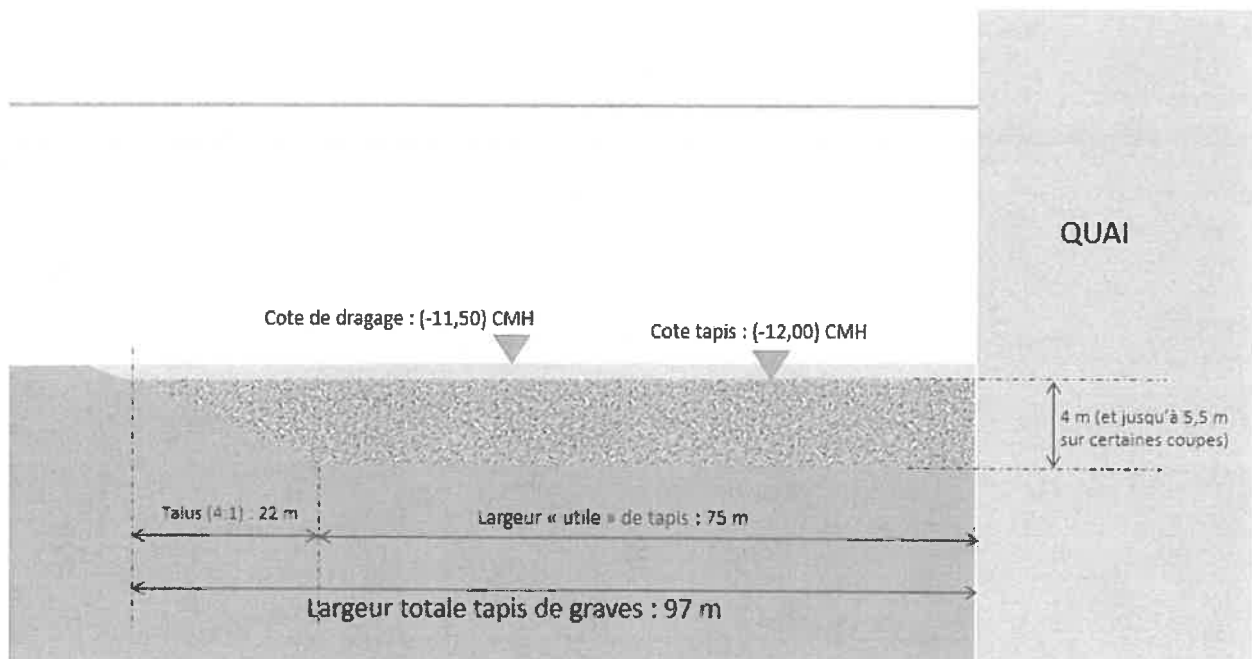 QUAI
Cote de dragage : (-11,50) CMH
Cote tapis : (-12,00) CMH
4 m (et jusqu'à 5,5 m
sur certaines coupes)
Talus (4:1) : 22 m
Largeur « utile » de tapis : 75 m
Largeur totale tapis de graves : 97 m